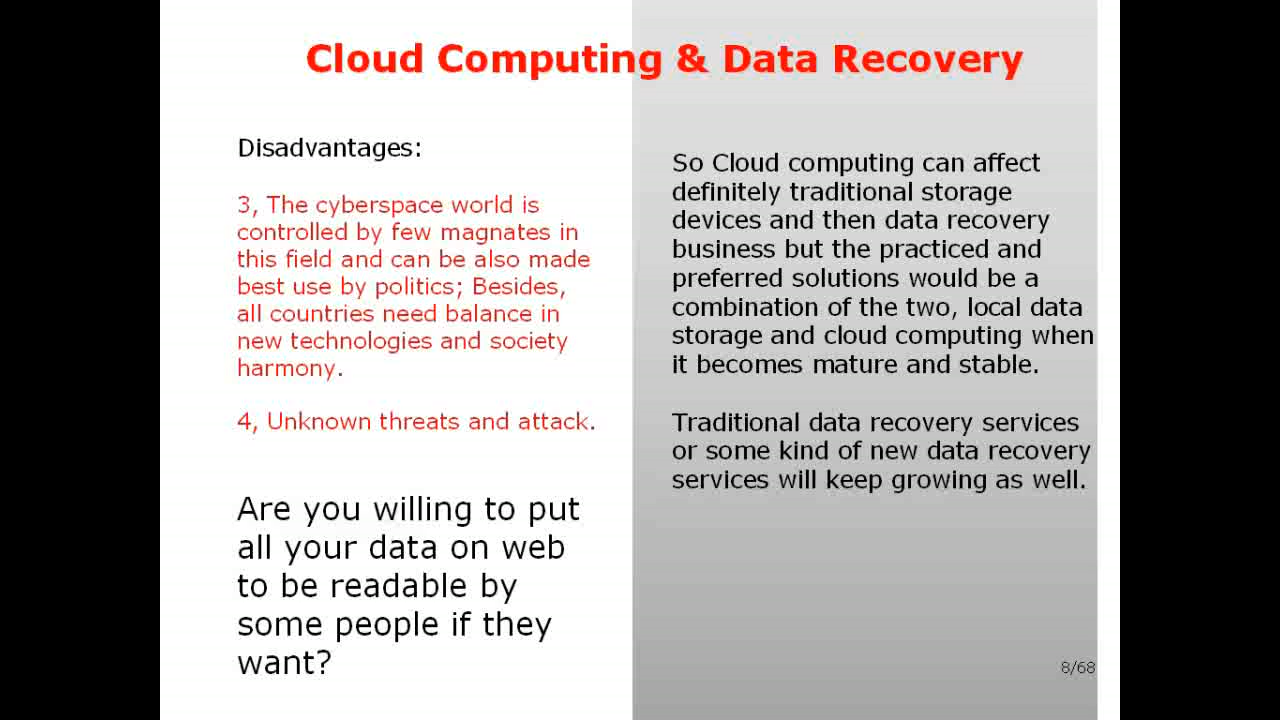 Cloud Computing & Data Recovery
Disadvantages:
3, The cyberspace world is
controlled by few magnates in
this field and can be also made
best use by politics; Besides,
all countries need balance in
new technologies and society
harmony.
4, Unknown threats and attack.
Are you willing to put
all your data on web
to be readable by
some people if they
want?
So Cloud computing can affect
definitely traditional storage
devices and then data recovery
business but the practiced and
preferred solutions would be a
combination of the two, local data
storage and cloud computing when
it becomes mature and stable.
Traditional data recovery services
or some kind of new data recovery
services will keep growing as well.
8/68